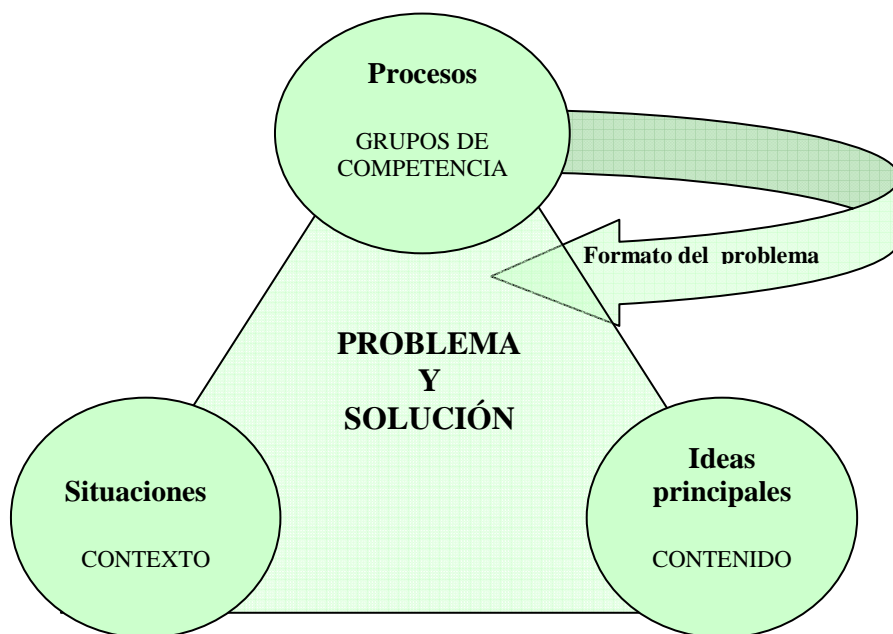 Procesos
GRUPOS DE
COMPETENCIA
Formato del problema
PROBLEMA
Y
SOLUCIÓN
Situaciones
CONTEXTO
Ideas
principales
CONTENIDO